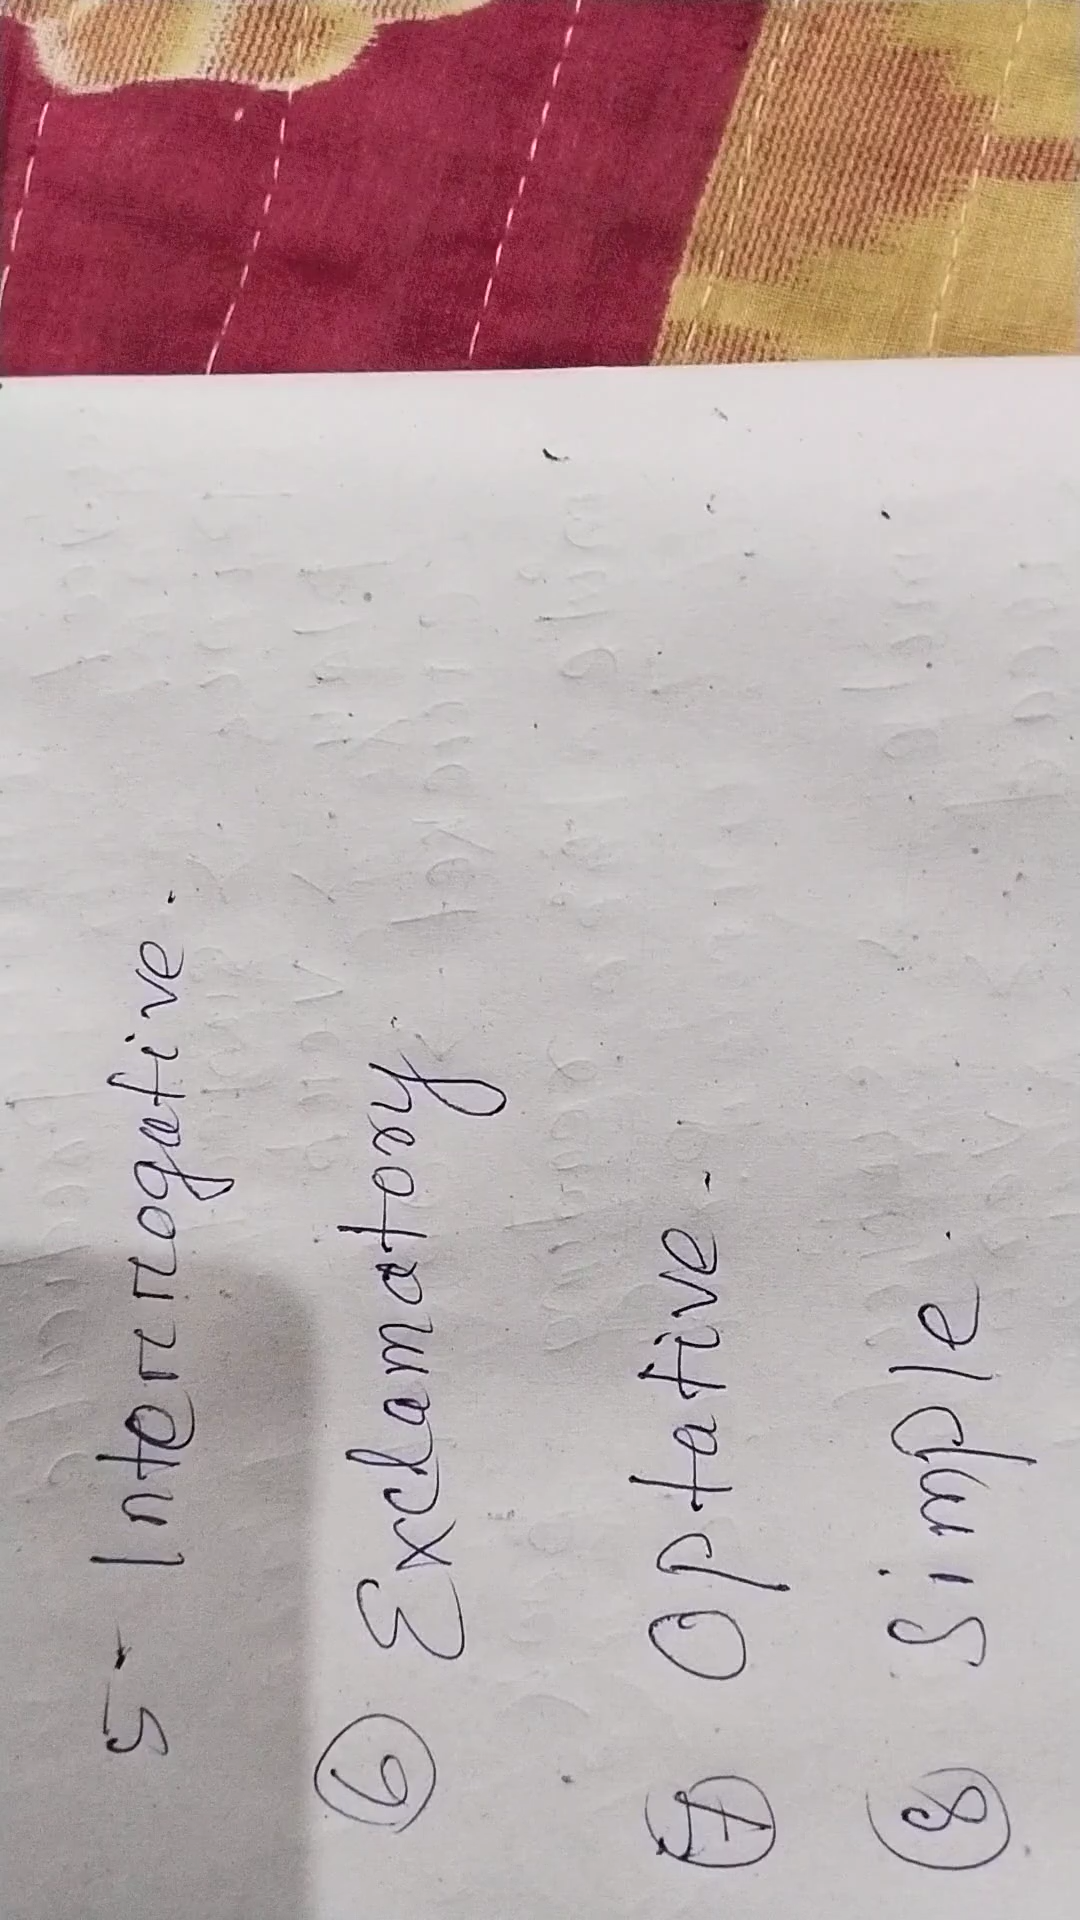 5- Interrogative.
6 Exclamatory
7 Optative.
8 Simple.